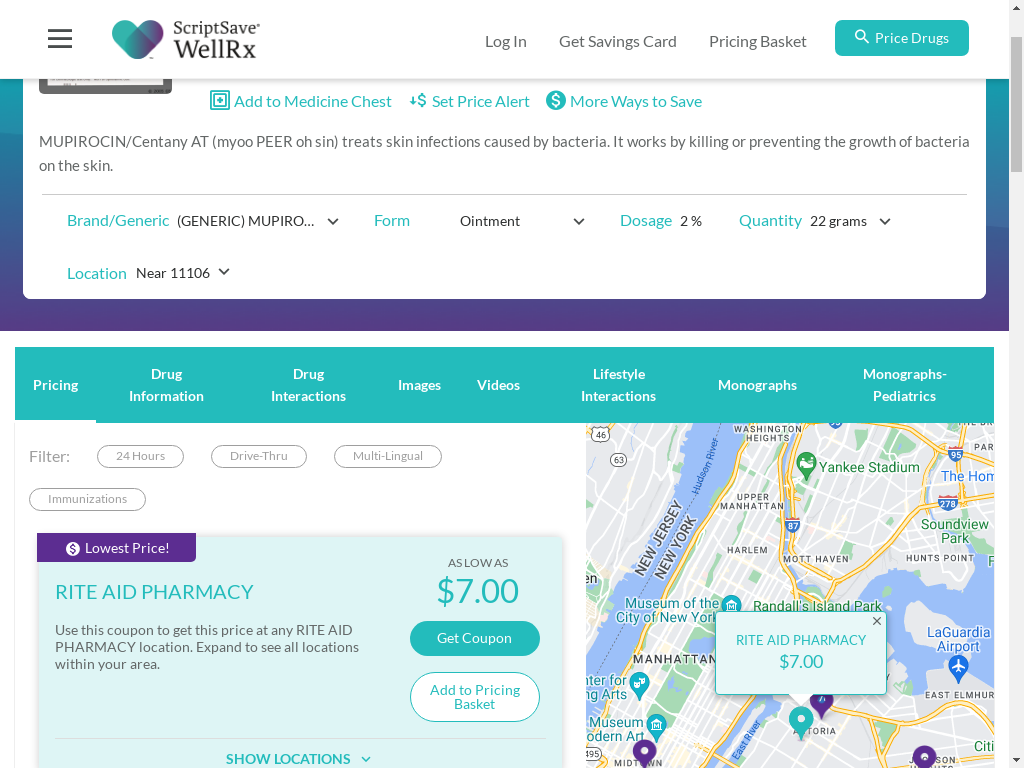 ScriptSave®
WellRx
Log In
Get Savings Card
Pricing Basket
Price Drugs
Add to Medicine Chest
Set Price Alert
More Ways to Save
MUPIROCIN/Centany AT (myoo PEER oh sin) treats skin infections caused by bacteria. It works by killing or preventing the growth of bacteria
on the skin.
Brand/Generic (GENERIC) MUPIRO...
Form Ointment
Dosage 2 %
Quantity 22 grams
Location Near 11106
Pricing
Drug
Information
Drug
Interactions
Images
Videos
Lifestyle
Interactions
Monographs
Monographs-
Pediatrics
Filter:
24 Hours
Drive-Thru
Multi-Lingual
Immunizations
Lowest Price!
RITE AID PHARMACY
Use this coupon to get this price at any RITE AID
PHARMACY location. Expand to see all locations
within your area.
AS LOW AS
$7.00
Get Coupon
Add to Pricing
Basket
SHOW LOCATIONS
46
63
WASHINGTON
HEIGHTS
95
Hudson River
Yankee Stadium
The Hom
UPPER
MANHATTAN
278
87
Soundview
Park
NEW JERSEY
NEW YORK
HARLEM
MOTT HAVEN
HUNTS POINT
en
Museum of the
City of New York
Randall's Island Park
RITE AID PHARMACY
$7.00
LaGuardia
Airport
MANHATTAN
nter for
ng Arts
EAST ELMHUR
Museum
odern Art
East River
ASTORIA
495
MIDTOWN
Citi